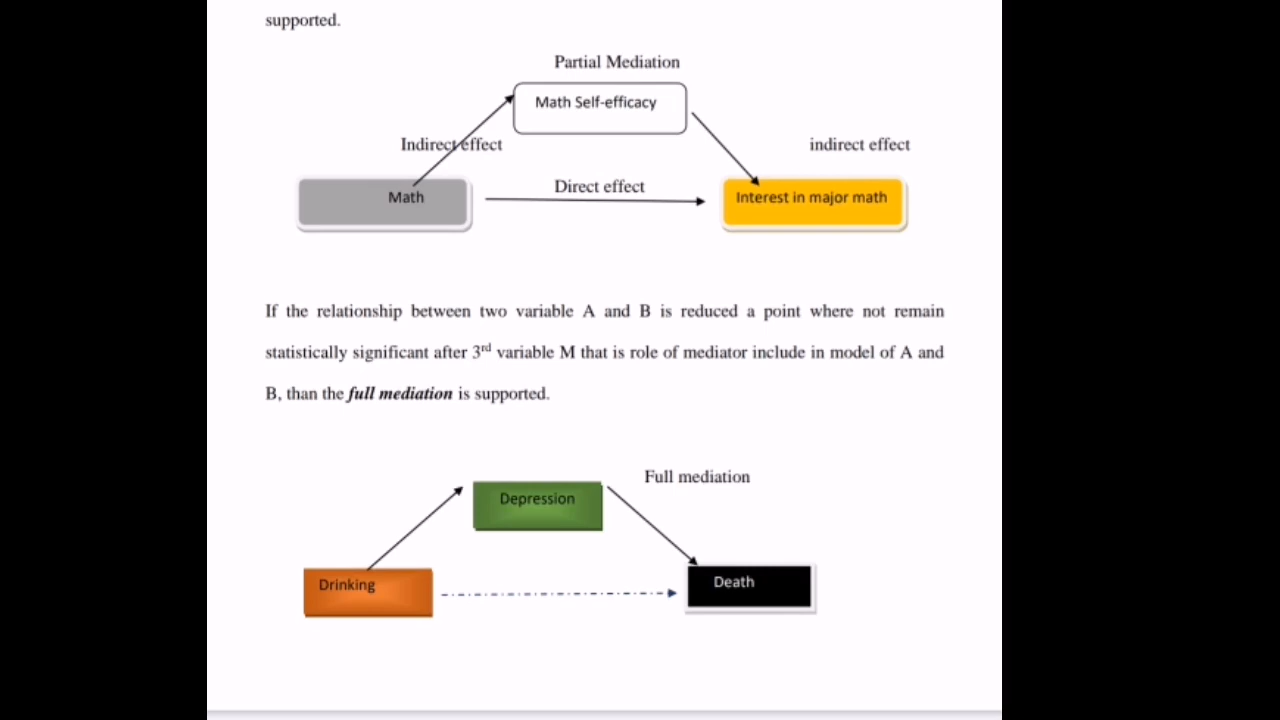 supported.
Partial Mediation
Math Self-efficacy
Indirect effect
indirect effect
Direct effect
Math
Interest in major math
If the relationship between two variable A and B is reduced a point where not remain
statistically significant after 3rd variable M that is role of mediator include in model of A and
B, than the full mediation is supported.
Full mediation
Depression
Drinking
Death